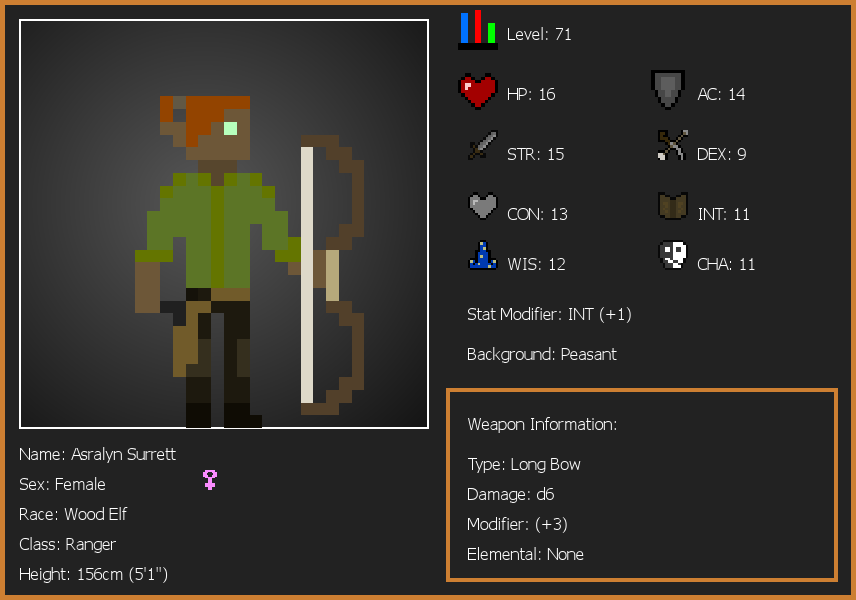 Level: 71
HP: 16
AC: 14
STR: 15
DEX: 9
CON: 13
INT: 11
WIS: 12
CHA: 11
Stat Modifier: INT (+1)
Background: Peasant
Weapon Information:
Type: Long Bow
Damage: d6
Modifier: (+3)
Elemental: None
Name: Asralyn Surrett
Sex: Female
Race: Wood Elf
Class: Ranger
Height: 156cm (5'1")